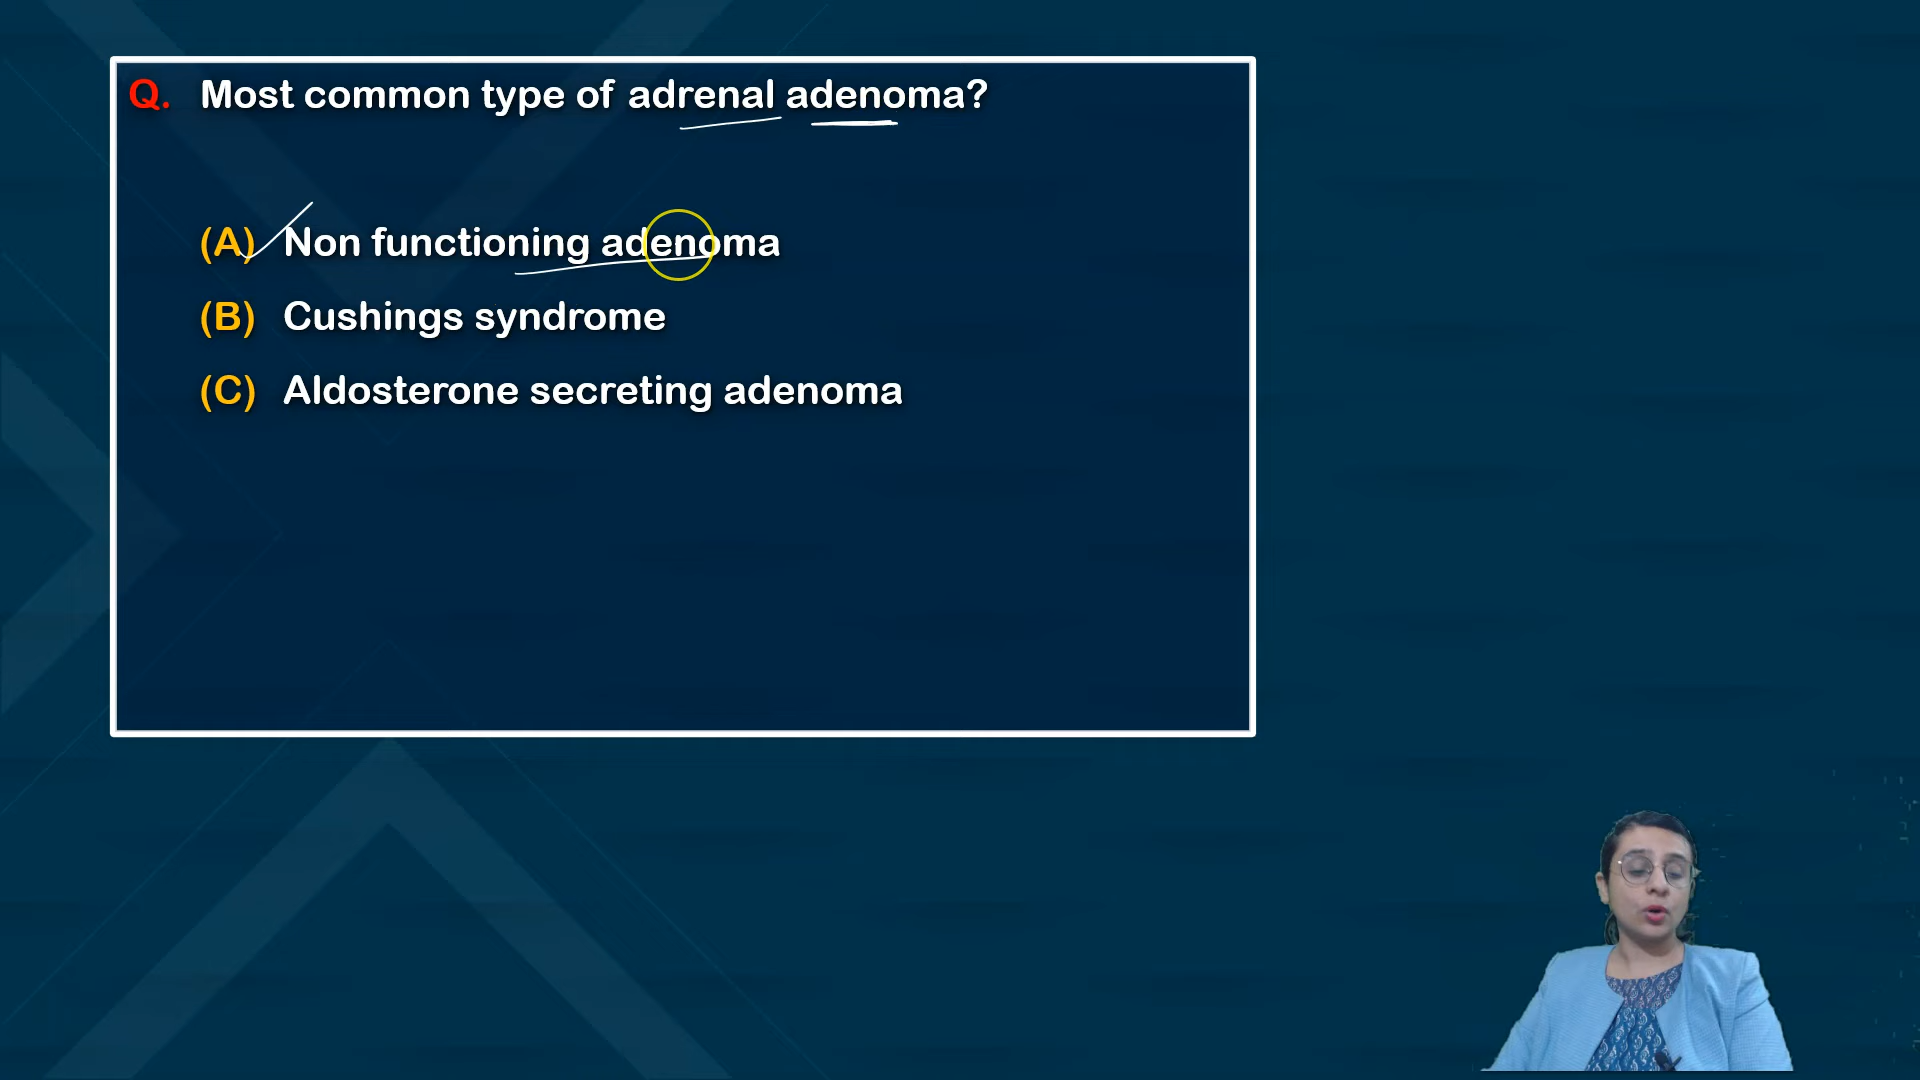 Q. Most common type of adrenal adenoma?
(A) Non functioning adenoma
(B) Cushings syndrome
(C) Aldosterone secreting adenoma